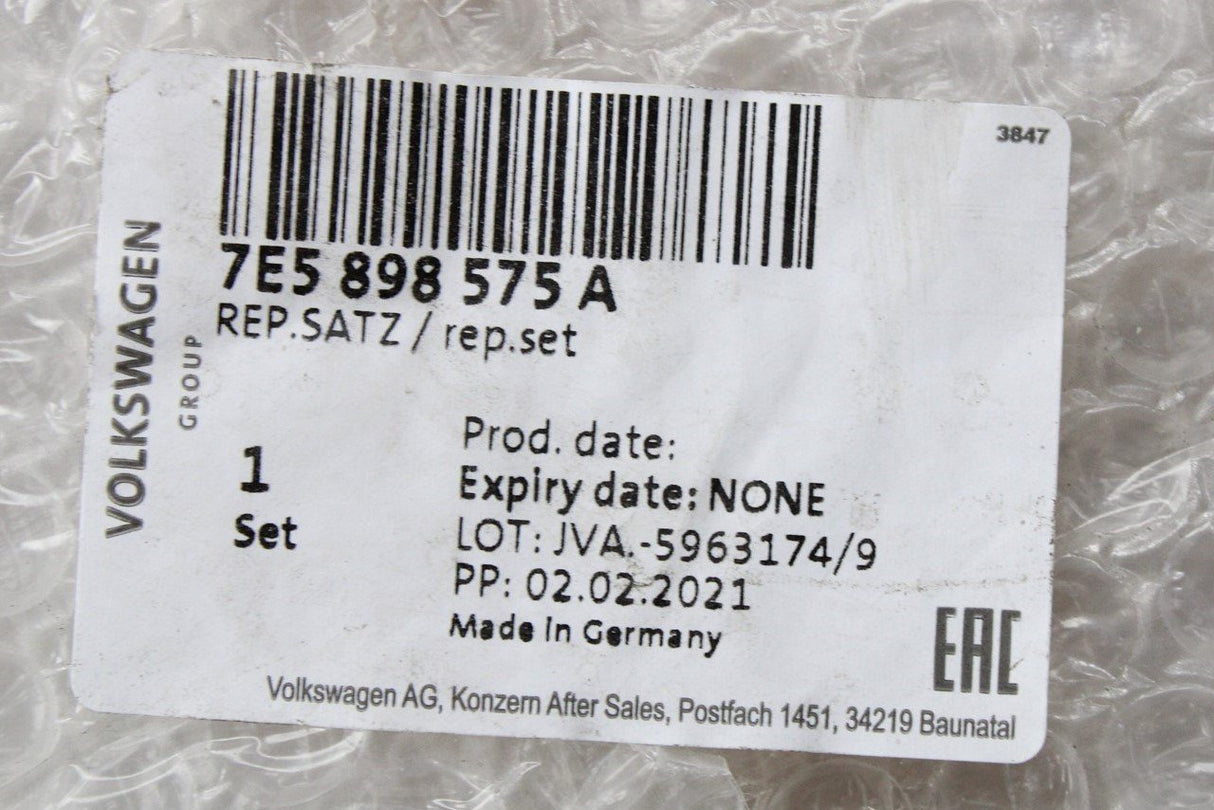 3847
7E5 898 575 A
REP.SATZ / rep.set
VOLKSWAGEN
GROUP
1
Set
Prod. date:
Expiry date: NONE
LOT: JVA.-5963174/9
PP: 02.02.2021
Made in Germany
EAC
Volkswagen AG, Konzern After Sales, Postfach 1451, 34219 Baunatal